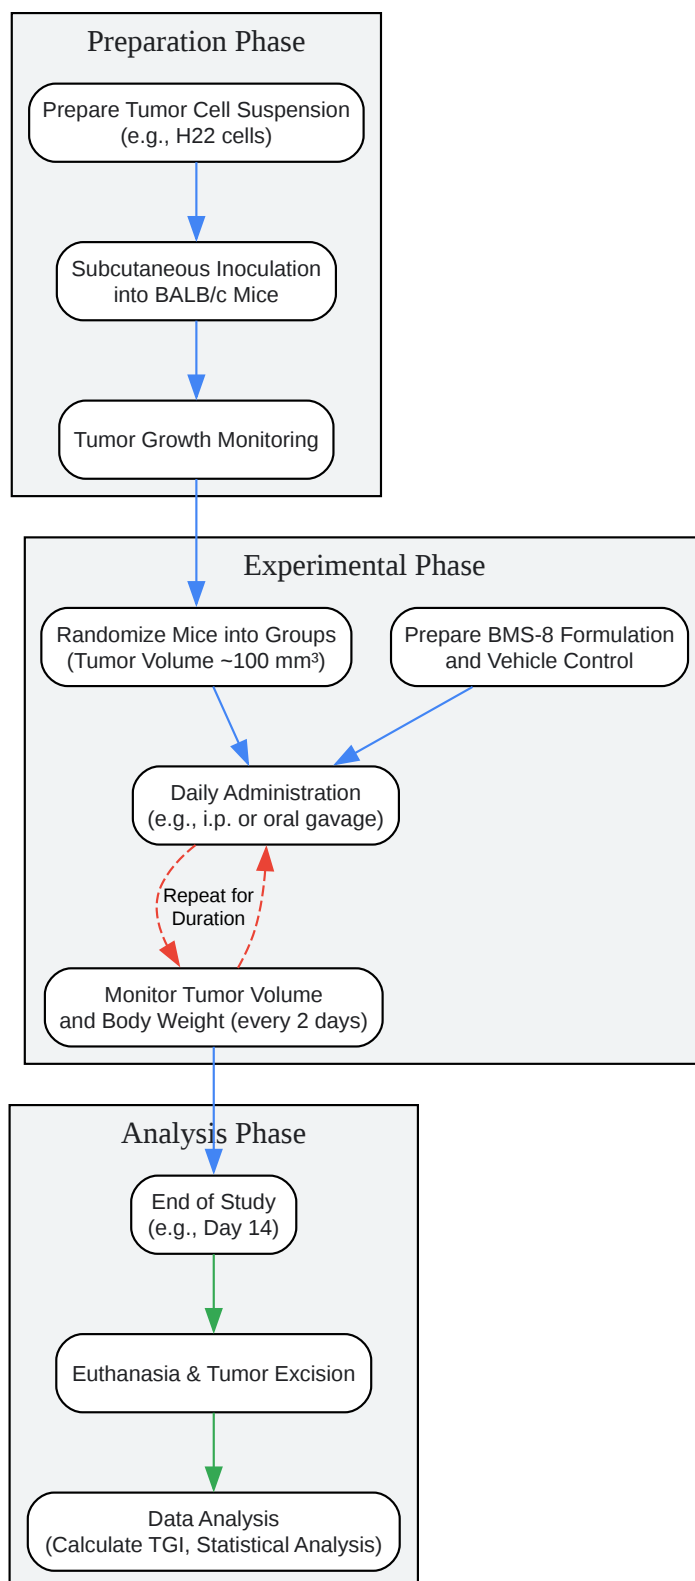 Preparation Phase
Prepare Tumor Cell Suspension
(e.g., H22 cells)
Subcutaneous Inoculation
into BALB/c Mice
Tumor Growth Monitoring
Experimental Phase
Randomize Mice into Groups
(Tumor Volume ~100 mm³)
Prepare BMS-8 Formulation
and Vehicle Control
Daily Administration
(e.g., i.p. or oral gavage)
Repeat for
Duration
Monitor Tumor Volume
and Body Weight (every 2 days)
Analysis Phase
End of Study
(e.g., Day 14)
Euthanasia & Tumor Excision
Data Analysis
(Calculate TGI, Statistical Analysis)